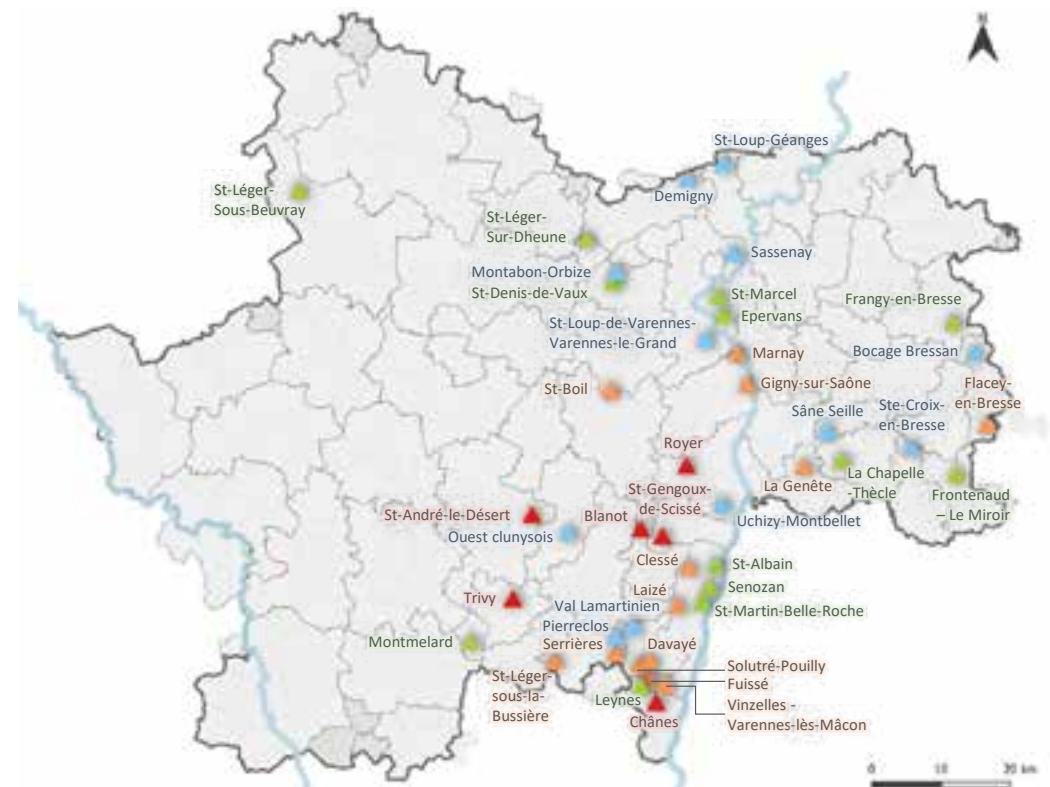 N
St-Loup-Géanges
Demigny
St-Léger-
Sous-Beuvray
St-Léger-
Sur-Dheune
Sassenay
Montabon-Orbize
St-Denis-de-Vaux
St-Marcel
Epervans
Frangy-en-Bresse
St-Loup-de-Varennes-
Varennes-le-Grand
Marnay
Bocage Bressan
St-Boil
Gigny-sur-Saône
Flacey-
en-Bresse
Sâne Seille
Ste-Croix-
en-Bresse
Royer
La Genête
La Chapelle
-Thècle
St-Gengoux-
de-Scissé
Frontenaud
– Le Miroir
St-André-le-Désert
Blanot
Uchizy-Montbellet
Ouest clunysois
Clessé
St-Albain
Senozan
Laizé
Trivy
Val Lamartinien
St-Martin-Belle-Roche
Pierreclos
Montmelard
Serrières
Davayé
Solutré-Pouilly
St-Léger-
sous-la-
Bussière
Fuissé
Leynes
Vinzelles -
Varennes-lès-Mâcon
Chânes
0 10 20 km